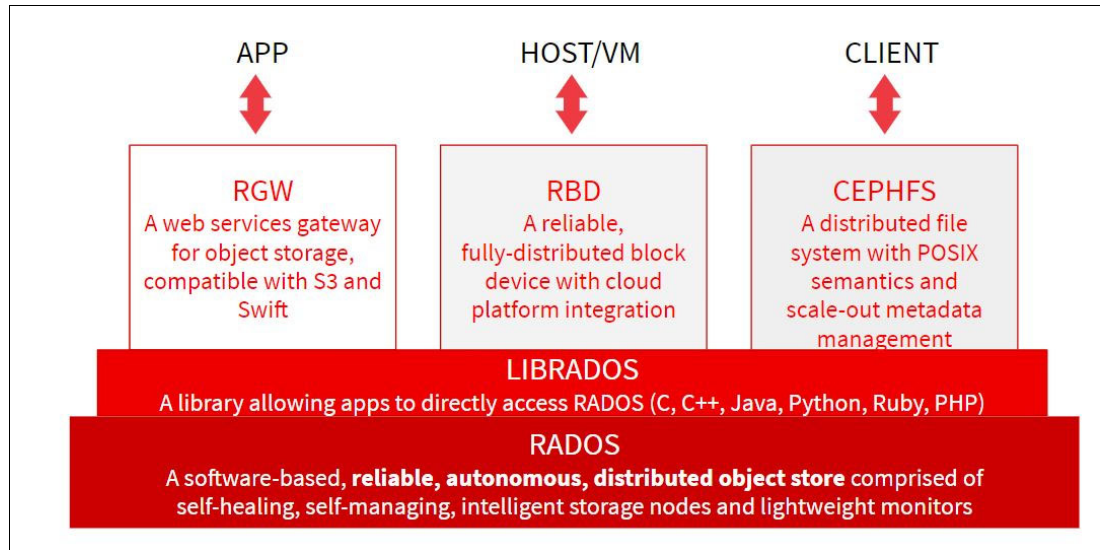 APP
HOST/VM
CLIENT
RGW
A web services gateway
for object storage,
compatible with S3 and
Swift
RBD
A reliable,
fully-distributed block
device with cloud
platform integration
CEPHFS
A distributed file
system with POSIX
semantics and
scale-out metadata
management
LIBRADOS
A library allowing apps to directly access RADOS (C, C++, Java, Python, Ruby, PHP)
RADOS
A software-based, reliable, autonomous, distributed object store comprised of
self-healing, self-managing, intelligent storage nodes and lightweight monitors